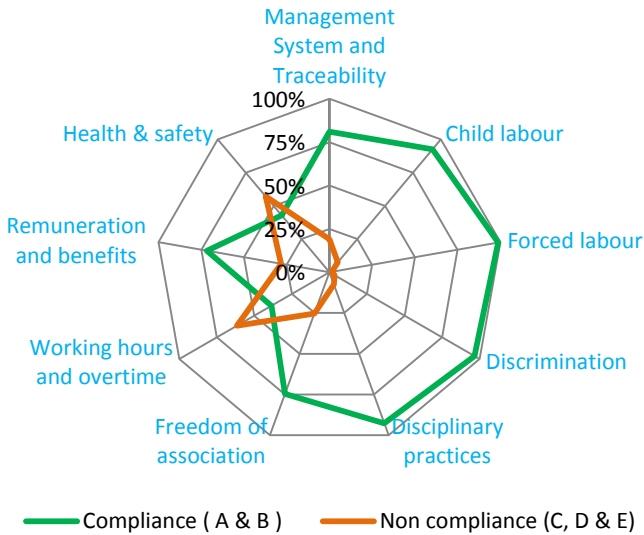 Management
System and
Traceability
100%
75%
50%
25%
0%
Child labour
Forced labour
Discrimination
Disciplinary
practices
Freedom of
association
Working hours
and overtime
Remuneration
and benefits
Health & safety
Compliance ( A & B )
Non compliance (C, D & E)